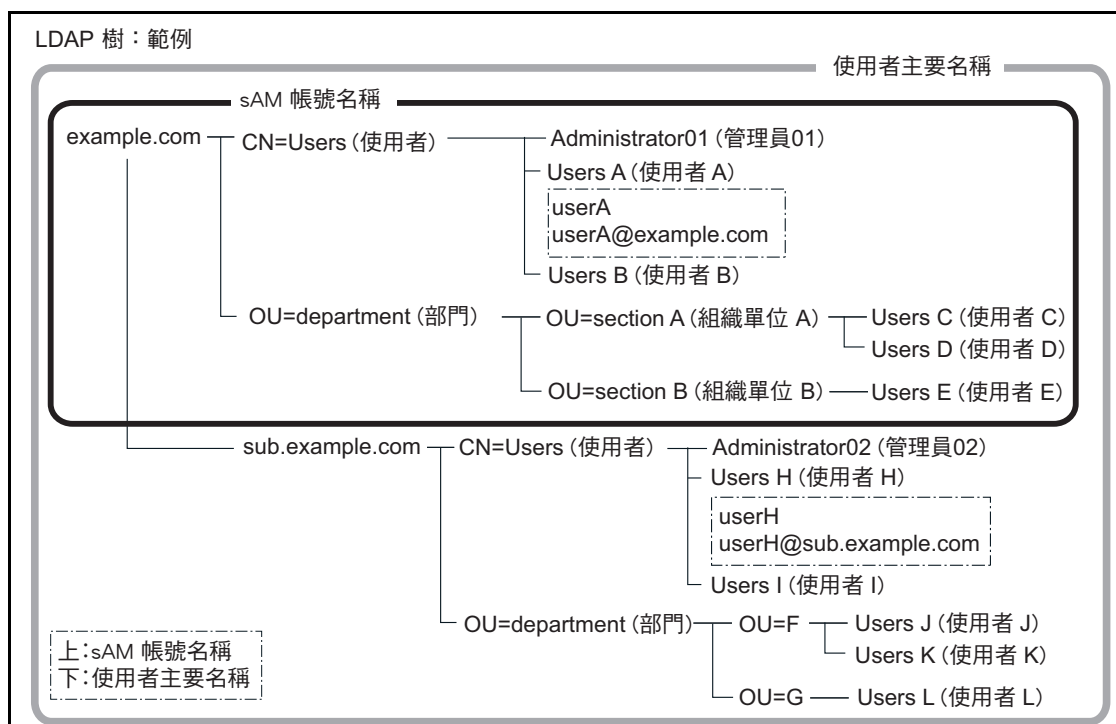 LDAP 樹：範例
使用者主要名稱
sAM 帳號名稱
example.com
CN=Users (使用者)
Administrator01 (管理員01)
Users A (使用者 A)
userA
userA@example.com
Users B (使用者 B)
OU=department (部門)
OU=section A (組織單位 A)
Users C (使用者 C)
Users D (使用者 D)
OU=section B (組織單位 B)
Users E (使用者 E)
sub.example.com
CN=Users (使用者)
Administrator02 (管理員02)
Users H (使用者 H)
userH
userH@sub.example.com
Users I (使用者 I)
OU=department (部門)
OU=F
Users J (使用者 J)
Users K (使用者 K)
OU=G
Users L (使用者 L)
上：sAM 帳號名稱
下：使用者主要名稱